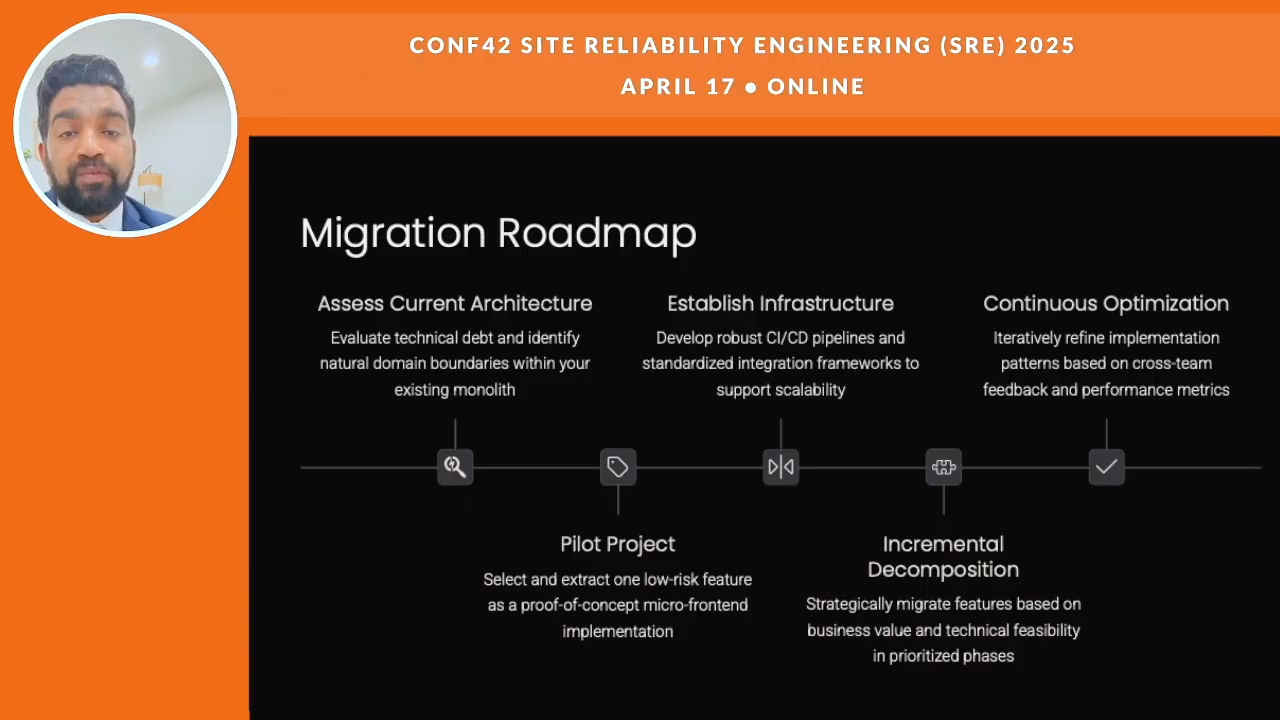 CONF42 SITE RELIABILITY ENGINEERING (SRE) 2025
APRIL 17 ● ONLINE
Migration Roadmap
Assess Current Architecture
Evaluate technical debt and identify
natural domain boundaries within your
existing monolith
Establish Infrastructure
Develop robust CI/CD pipelines and
standardized integration frameworks to
support scalability
Continuous Optimization
Iteratively refine implementation
patterns based on cross-team
feedback and performance metrics
Pilot Project
Select and extract one low-risk feature
as a proof-of-concept micro-frontend
implementation
Incremental
Decomposition
Strategically migrate features based on
business value and technical feasibility
in prioritized phases